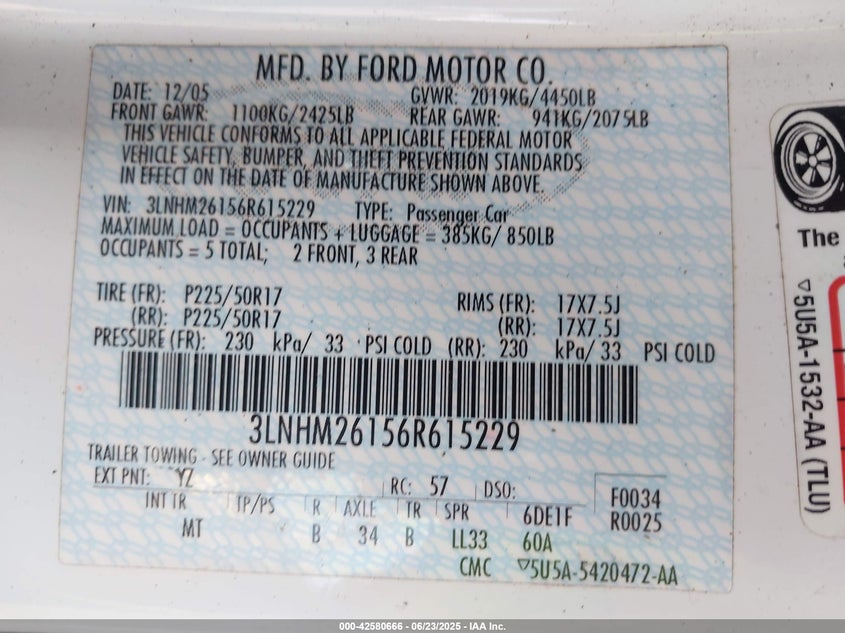 MFD. BY FORD MOTOR CO.
DATE: 12/05 GVWR: 2019KG/4450LB
FRONT GAWR: 1100KG/2425LB REAR GAWR: 941KG/2075LB
THIS VEHICLE CONFORMS TO ALL APPLICABLE FEDERAL MOTOR
VEHICLE SAFETY, BUMPER, AND THEFT PREVENTION STANDARDS
IN EFFECT ON THE DATE OF MANUFACTURE SHOWN ABOVE.
VIN: 3LNHM26156R615229 TYPE: Passenger Car
MAXIMUM LOAD = OCCUPANTS + LUGGAGE = 385KG/ 850LB
OCCUPANTS = 5 TOTAL; 2 FRONT, 3 REAR
TIRE (FR): P225/50R17 RIMS (FR): 17X7.5J
(RR): P225/50R17 (RR): 17X7.5J
PRESSURE (FR): 230 kPa/ 33 PSI COLD (RR): 230 kPa/ 33 PSI COLD
3LNHM26156R615229
TRAILER TOWING - SEE OWNER GUIDE
EXT PNT: YZ RC: 57 DSO: F0034
INT TR TP/PS R AXLE TR SPR 6DE1F R0025
MT B 34 B LL33 60A
CMC ▽5U5A-5420472-AA
The
▽5U5A-1532-AA (TLU)
000-42580666 - 06/23/2025 - IAA Inc.